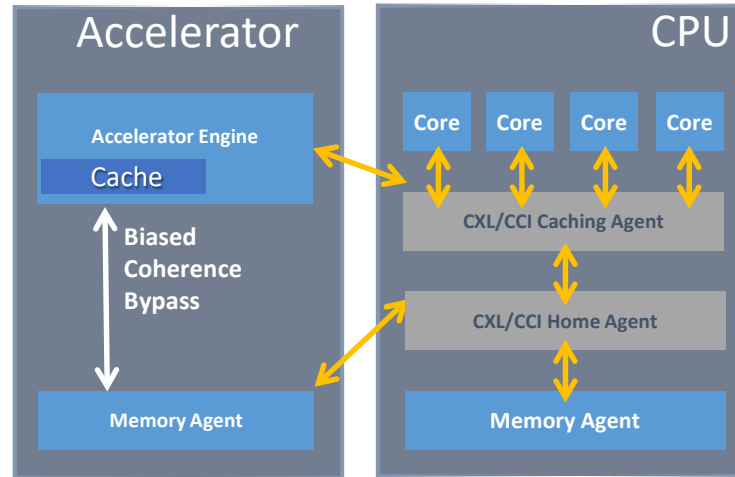 Accelerator
Accelerator Engine
Cache
Biased
Coherence
Bypass
Memory Agent
CPU
Core
Core
Core
Core
CXL/CCI Caching Agent
CXL/CCI Home Agent
Memory Agent